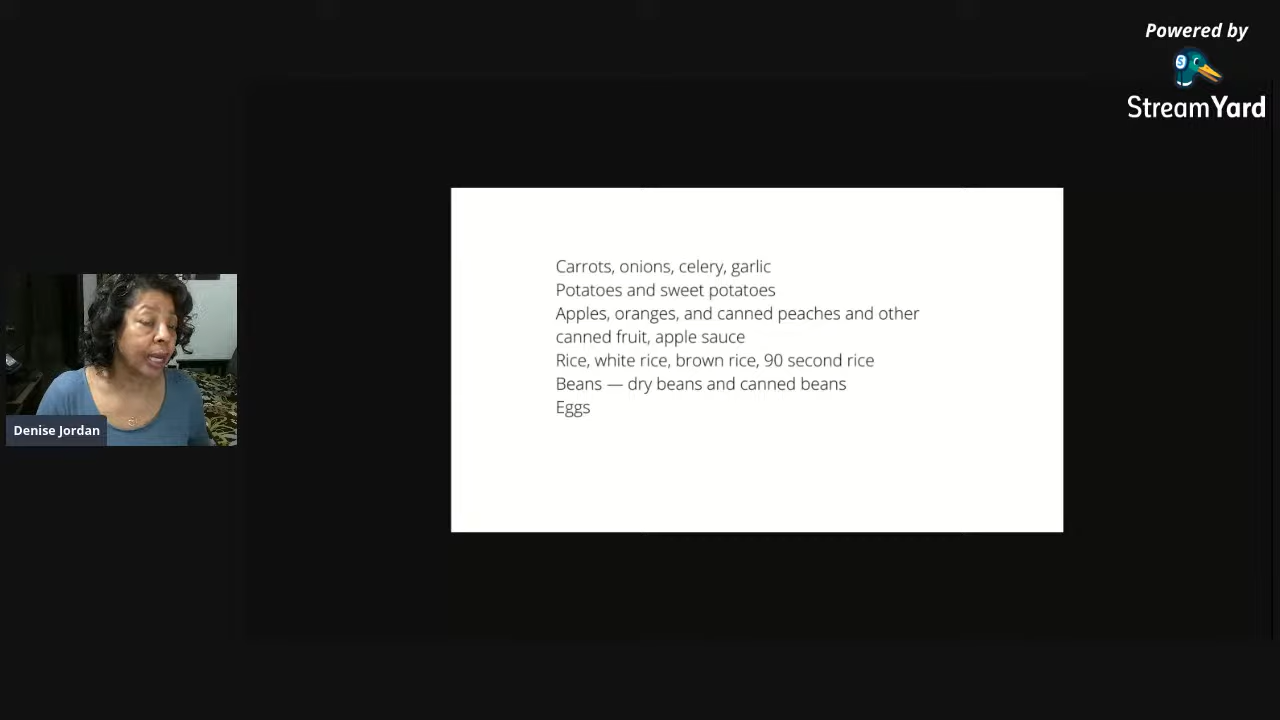 Powered by
StreamYard
Carrots, onions, celery, garlic
Potatoes and sweet potatoes
Apples, oranges, and canned peaches and other
canned fruit, apple sauce
Rice, white rice, brown rice, 90 second rice
Beans — dry beans and canned beans
Eggs
Denise Jordan